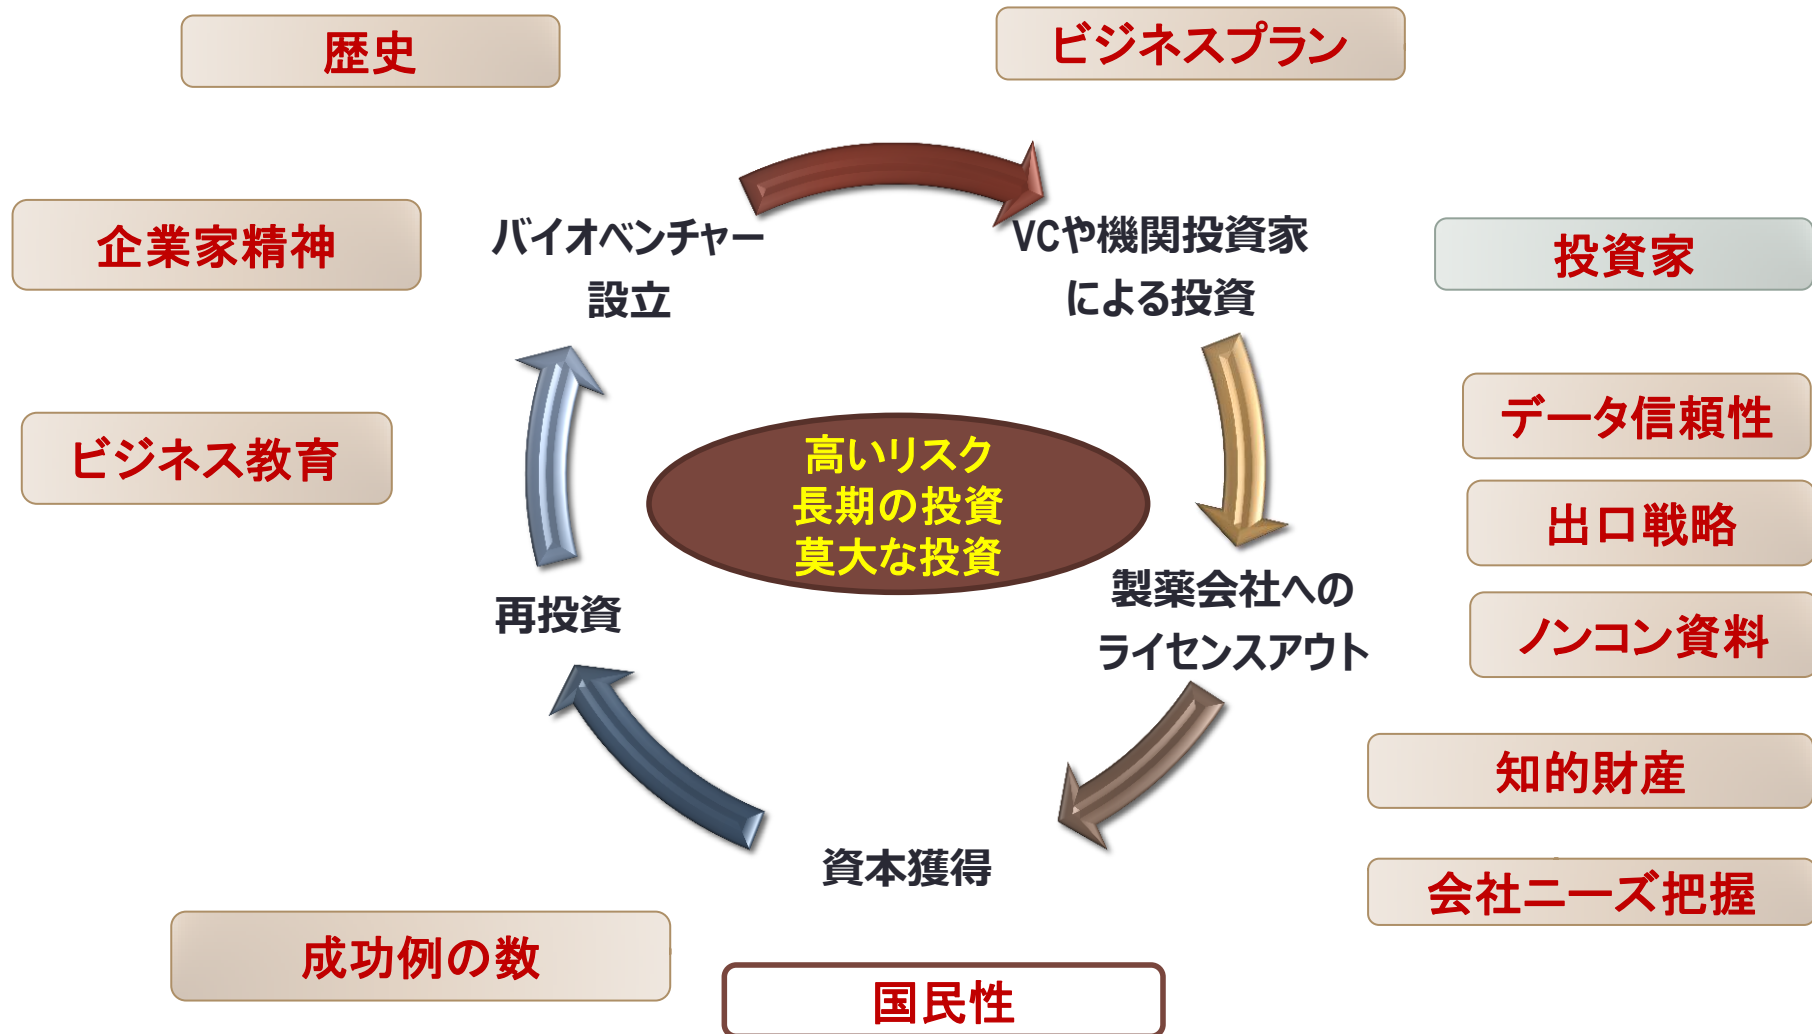 歴史
ビジネスプラン
企業家精神
バイオベンチャー
設立
VCや機関投資家
による投資
投資家
ビジネス教育
高いリスク
長期の投資
莫大な投資
データ信頼性
出口戦略
再投資
製薬会社への
ライセンスアウト
ノンコン資料
知的財産
資本獲得
会社ニーズ把握
成功例の数
国民性